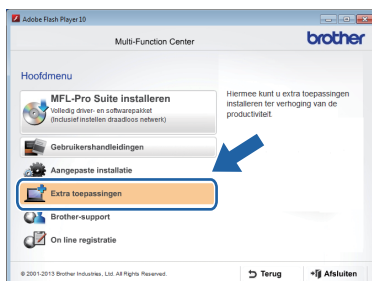 Adobe Flash Player 10
Multi-Function Center
brother
Hoofdmenu
MFL-Pro Suite installeren
Volledig driver- en softwarepakket
(Inclusief instellen draadloos netwerk)
Hiermee kunt u extra toepassingen
installeren ter verhoging van de
productiviteit.
Gebruikershandleidingen
Aangepaste installatie
Extra toepassingen
Brother-support
On line registratie
© 2001-2013 Brother Industries, Ltd. All Rights Reserved.
Terug
Afsluiten